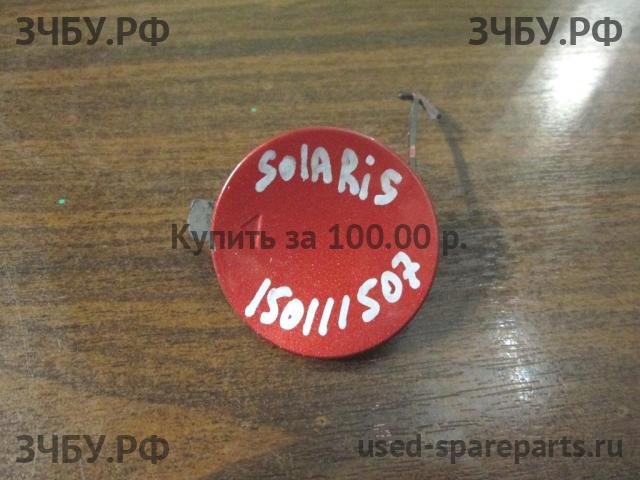 ЗЧБУ.РФ ЗЧБУ.РФ
SOLARiS
Купить за 100.00 р.
150111507
ЗЧБУ.РФ used-spareparts.ru